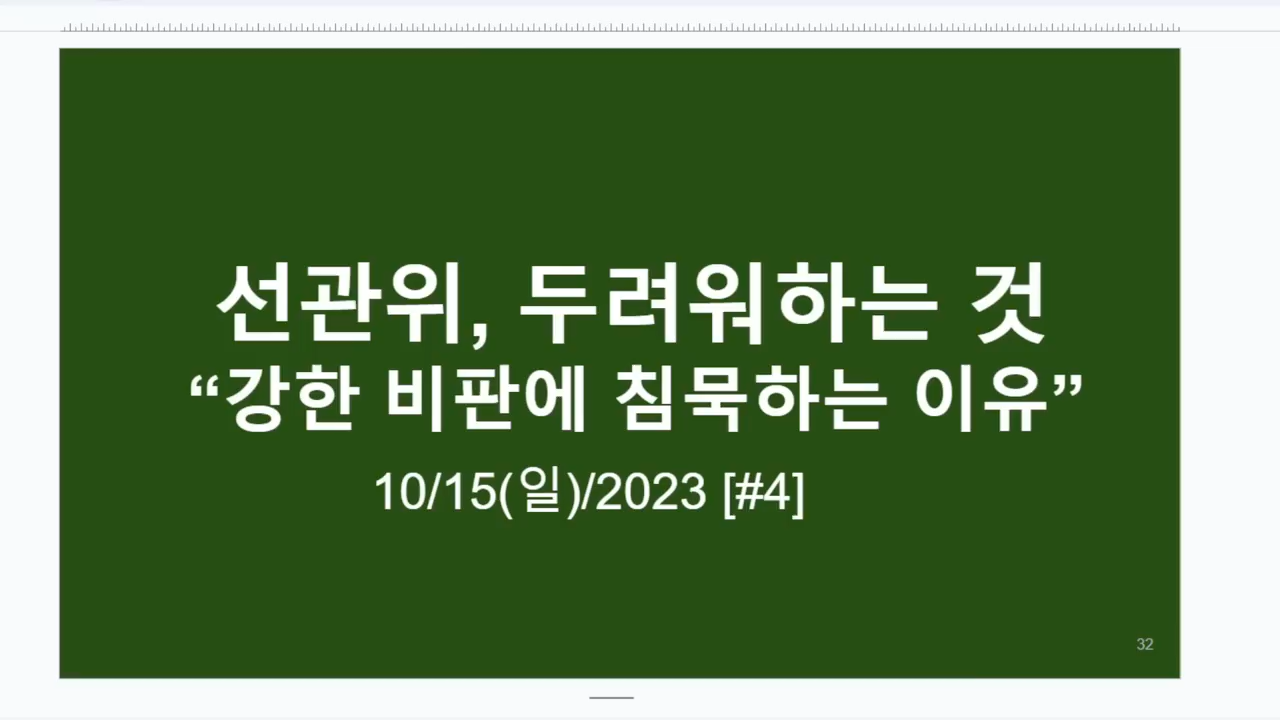 선관위, 두려워하는 것
“강한 비판에 침묵하는 이유”
10/15(일)/2023 [#4]
32